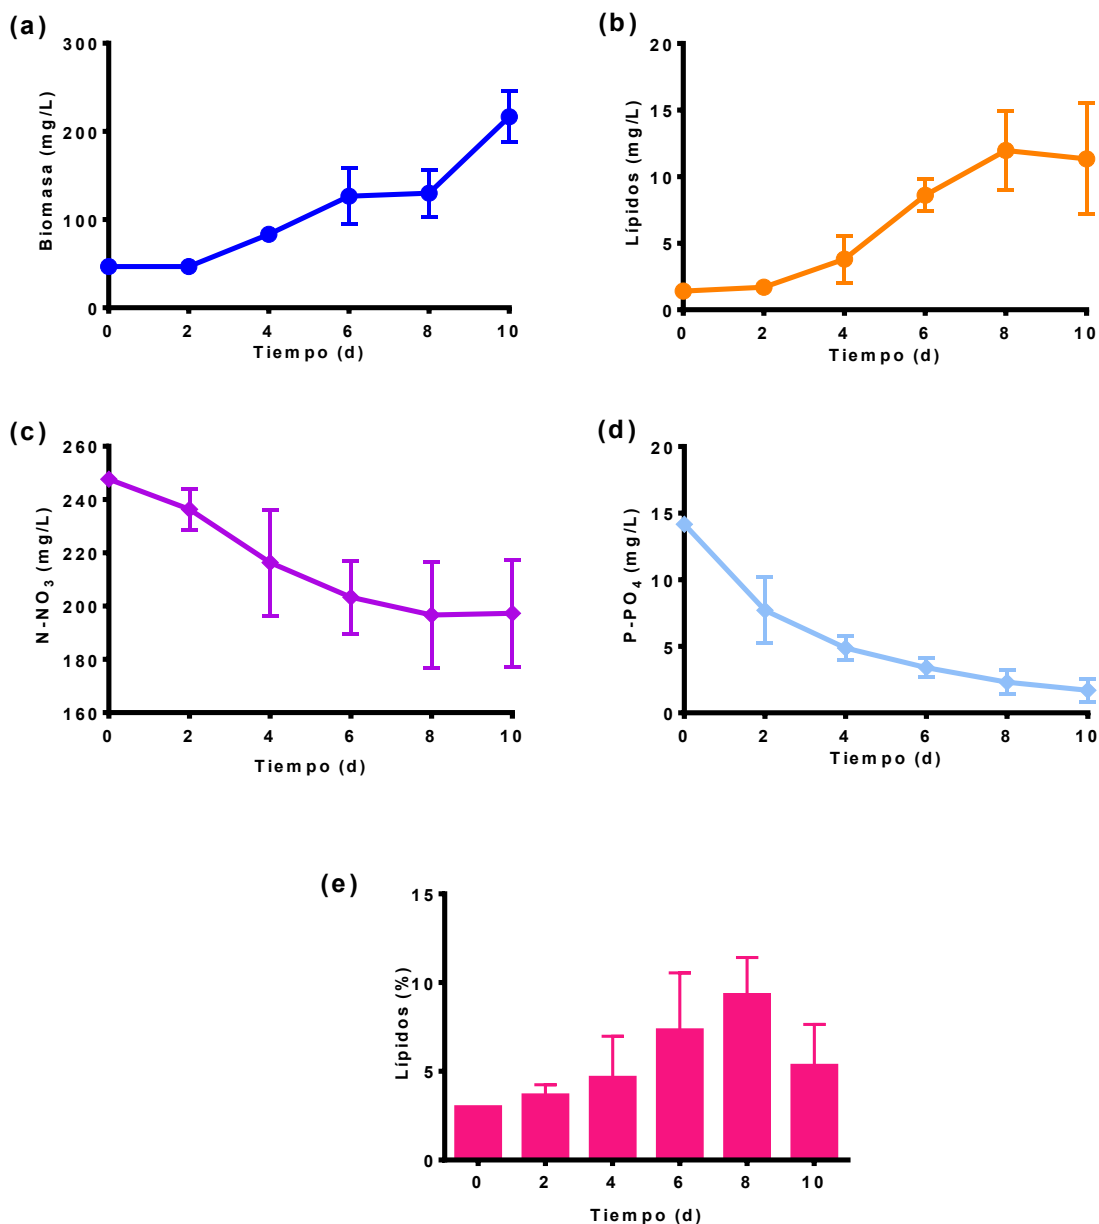 (a)
Biomasa (mg/L)
300
200
100
0
0 2 4 6 8 10
Tiempo (d)
(b)
Lípidos (mg/L)
20
15
10
5
0
0 2 4 6 8 10
Tiempo (d)
(c)
N-NO3 (mg/L)
260
240
220
200
180
160
0 2 4 6 8 10
Tiempo (d)
(d)
P-PO4 (mg/L)
20
15
10
5
0
0 2 4 6 8 10
Tiempo (d)
(e)
Lípidos (%)
15
10
5
0
0 2 4 6 8 10
Tiempo (d)